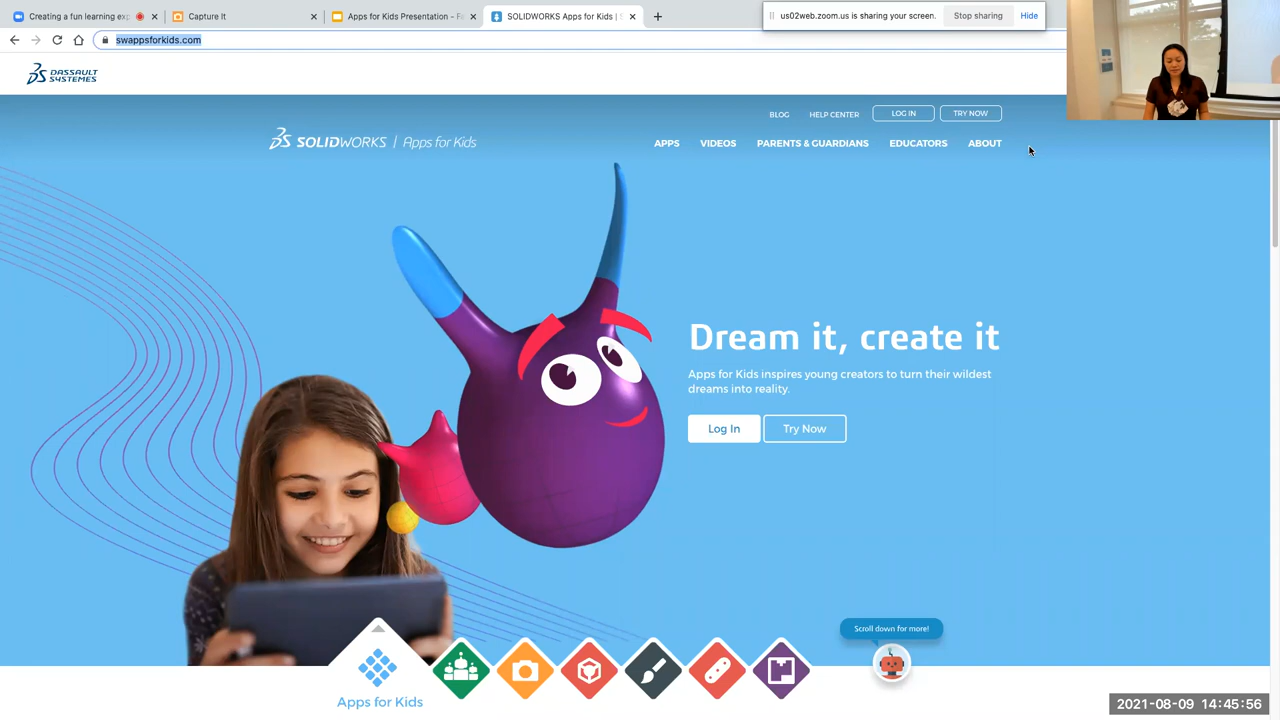 Creating a fun learning exp
Capture It
Apps for Kids Presentation - Fe
SOLIDWORKS Apps for Kids | S
us02web.zoom.us is sharing your screen.
Stop sharing
Hide
swappsforkids.com
DASSAULT
SYSTEMES
BLOG
HELP CENTER
LOG IN
TRY NOW
SOLIDWORKS | Apps for Kids
APPS
VIDEOS
PARENTS & GUARDIANS
EDUCATORS
ABOUT
Dream it, create it
Apps for Kids inspires young creators to turn their wildest
dreams into reality.
Log In
Try Now
Scroll down for more!
Apps for Kids
2021-08-09 14:45:56